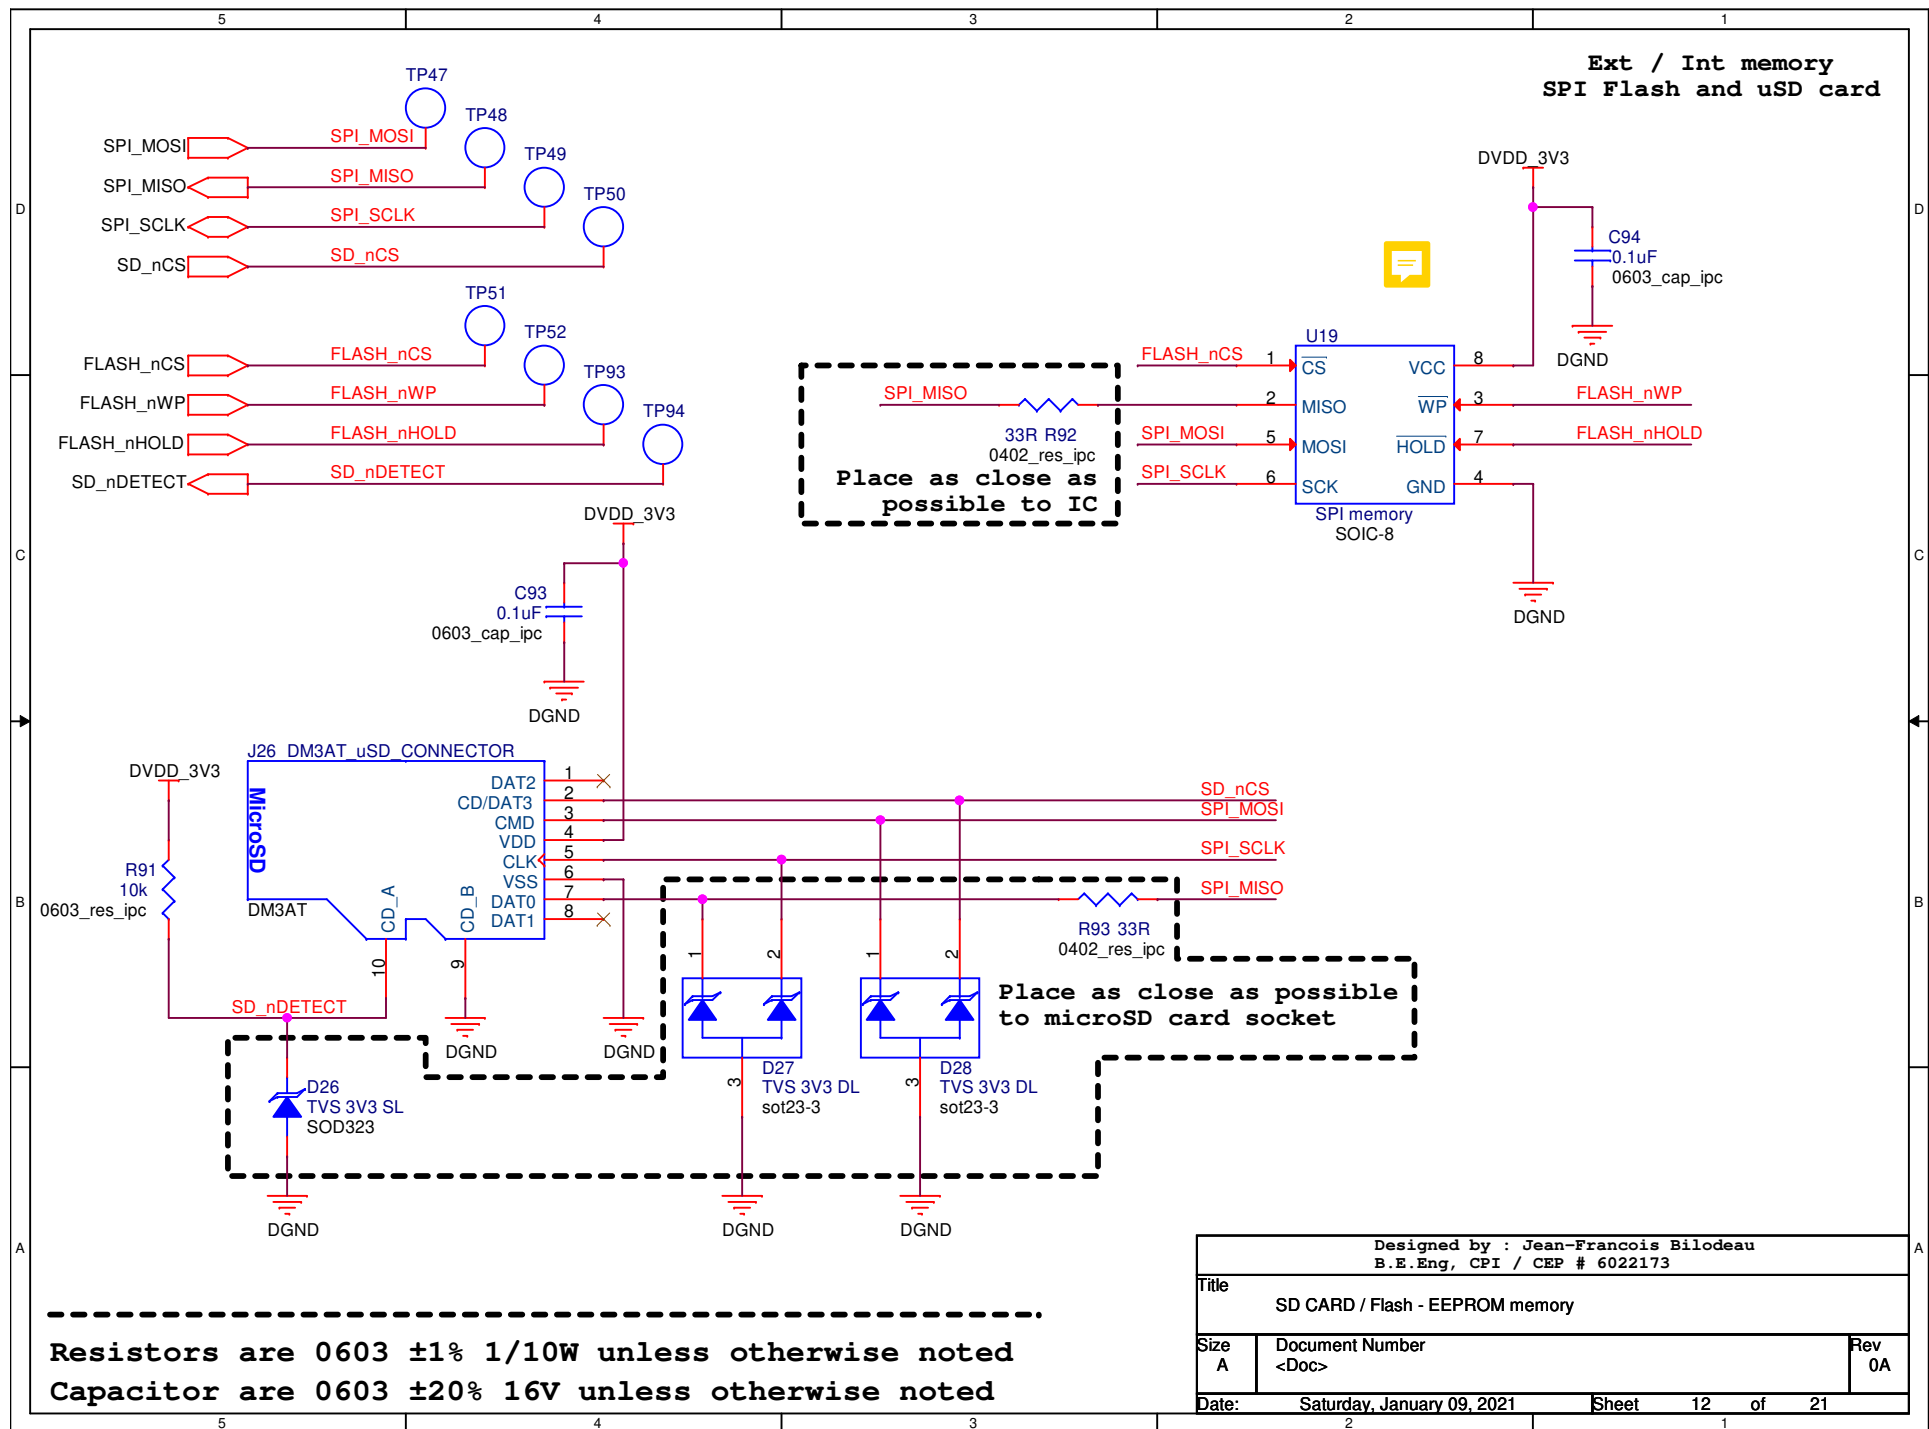 5 4 3 2 1
Ext / Int memory
SPI Flash and uSD card
TP47
TP48
TP49
TP50
SPI_MOSI SPI_MOSI
SPI_MISO SPI_MISO
SPI_SCLK SPI_SCLK
SD_nCS SD_nCS
TP51
TP52
TP93
TP94
FLASH_nCS FLASH_nCS
FLASH_nWP FLASH_nWP
FLASH_nHOLD FLASH_nHOLD
SD_nDETECT SD_nDETECT
D D
C C
B B
A A
DVDD_3V3
C94
0.1uF
0603_cap_ipc
DGND
U19
FLASH_nCS 1 CS VCC 8
SPI_MISO 2 MISO WP 3 FLASH_nWP
SPI_MOSI 5 MOSI HOLD 7 FLASH_nHOLD
SPI_SCLK 6 SCK GND 4
SPI memory
SOIC-8
DGND
33R R92
0402_res_ipc
Place as close as
possible to IC
DVDD_3V3
C93
0.1uF
0603_cap_ipc
DGND
J26 DM3AT_uSD_CONNECTOR
DVDD_3V3
MicroSD
DM3AT
DAT2 1
CD/DAT3 2 SD_nCS
CMD 3 SPI_MOSI
VDD 4
CLK 5 SPI_SCLK
VSS 6
DAT0 7 SPI_MISO
DAT1 8
CD_A 10
CD_B 9
R91
10k
0603_res_ipc
SD_nDETECT
DGND
DGND
R93 33R
0402_res_ipc
1 2 1 2
Place as close as possible
to microSD card socket
D26
TVS 3V3 SL
SOD323
3 D27
TVS 3V3 DL
sot23-3
3 D28
TVS 3V3 DL
sot23-3
DGND
DGND
DGND
Resistors are 0603 ±1% 1/10W unless otherwise noted
Capacitor are 0603 ±20% 16V unless otherwise noted
Designed by : Jean-Francois Bilodeau
B.E.Eng, CPI / CEP # 6022173
Title
SD CARD / Flash - EEPROM memory
Size
A
Document Number
<Doc>
Rev
0A
Date: Saturday, January 09, 2021 Sheet 12 of 21
5 4 3 2 1